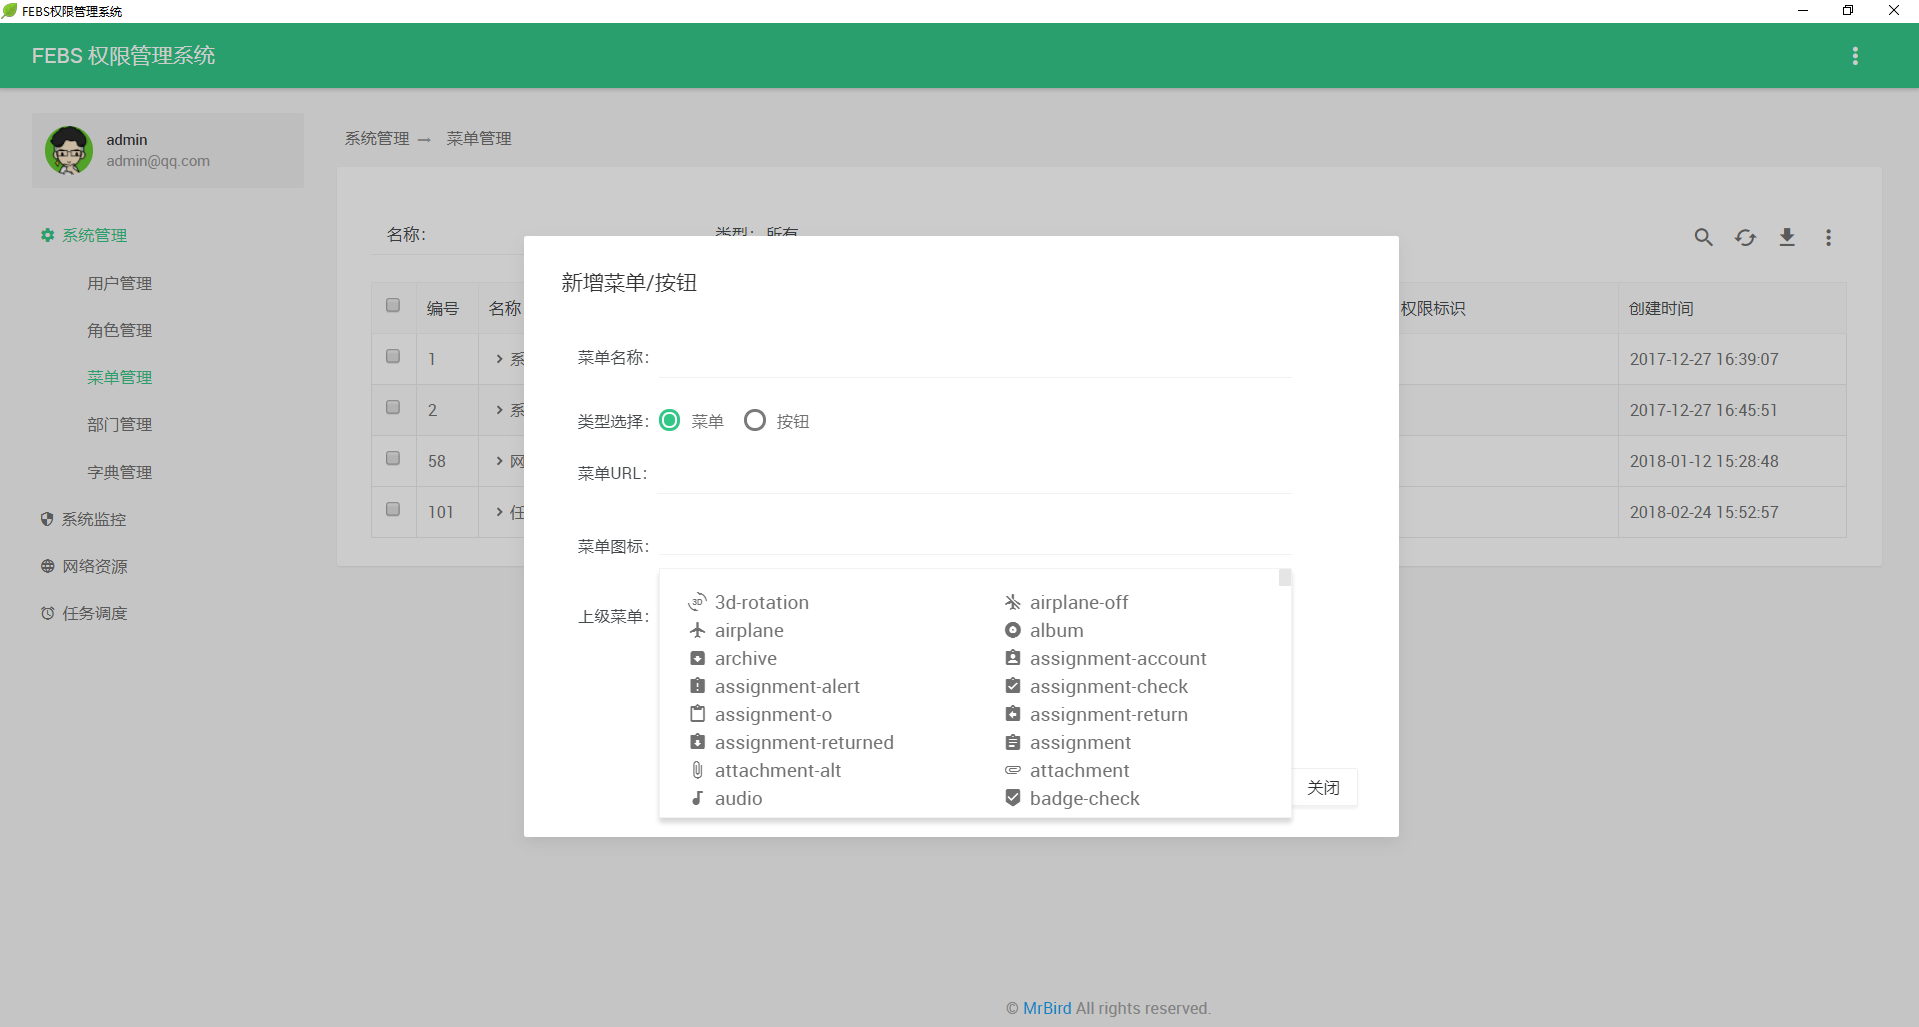 FEBS权限管理系统
FEBS 权限管理系统
admin
admin@qq.com
系统管理
用户管理
角色管理
菜单管理
部门管理
字典管理
系统监控
网络资源
任务调度
系统管理 → 菜单管理
名称:
类型: 所有
编号 名称 权限标识 创建时间
1 系 2017-12-27 16:39:07
2 系 2017-12-27 16:45:51
58 网 2018-01-12 15:28:48
101 任 2018-02-24 15:52:57
新增菜单/按钮
菜单名称:
类型选择: 菜单 按钮
菜单URL:
菜单图标:
上级菜单:
3D 3d-rotation airplane-off
airplane album
archive assignment-account
assignment-alert assignment-check
assignment-o assignment-return
assignment-returned assignment
attachment-alt attachment
audio badge-check
关闭
© MrBird All rights reserved.